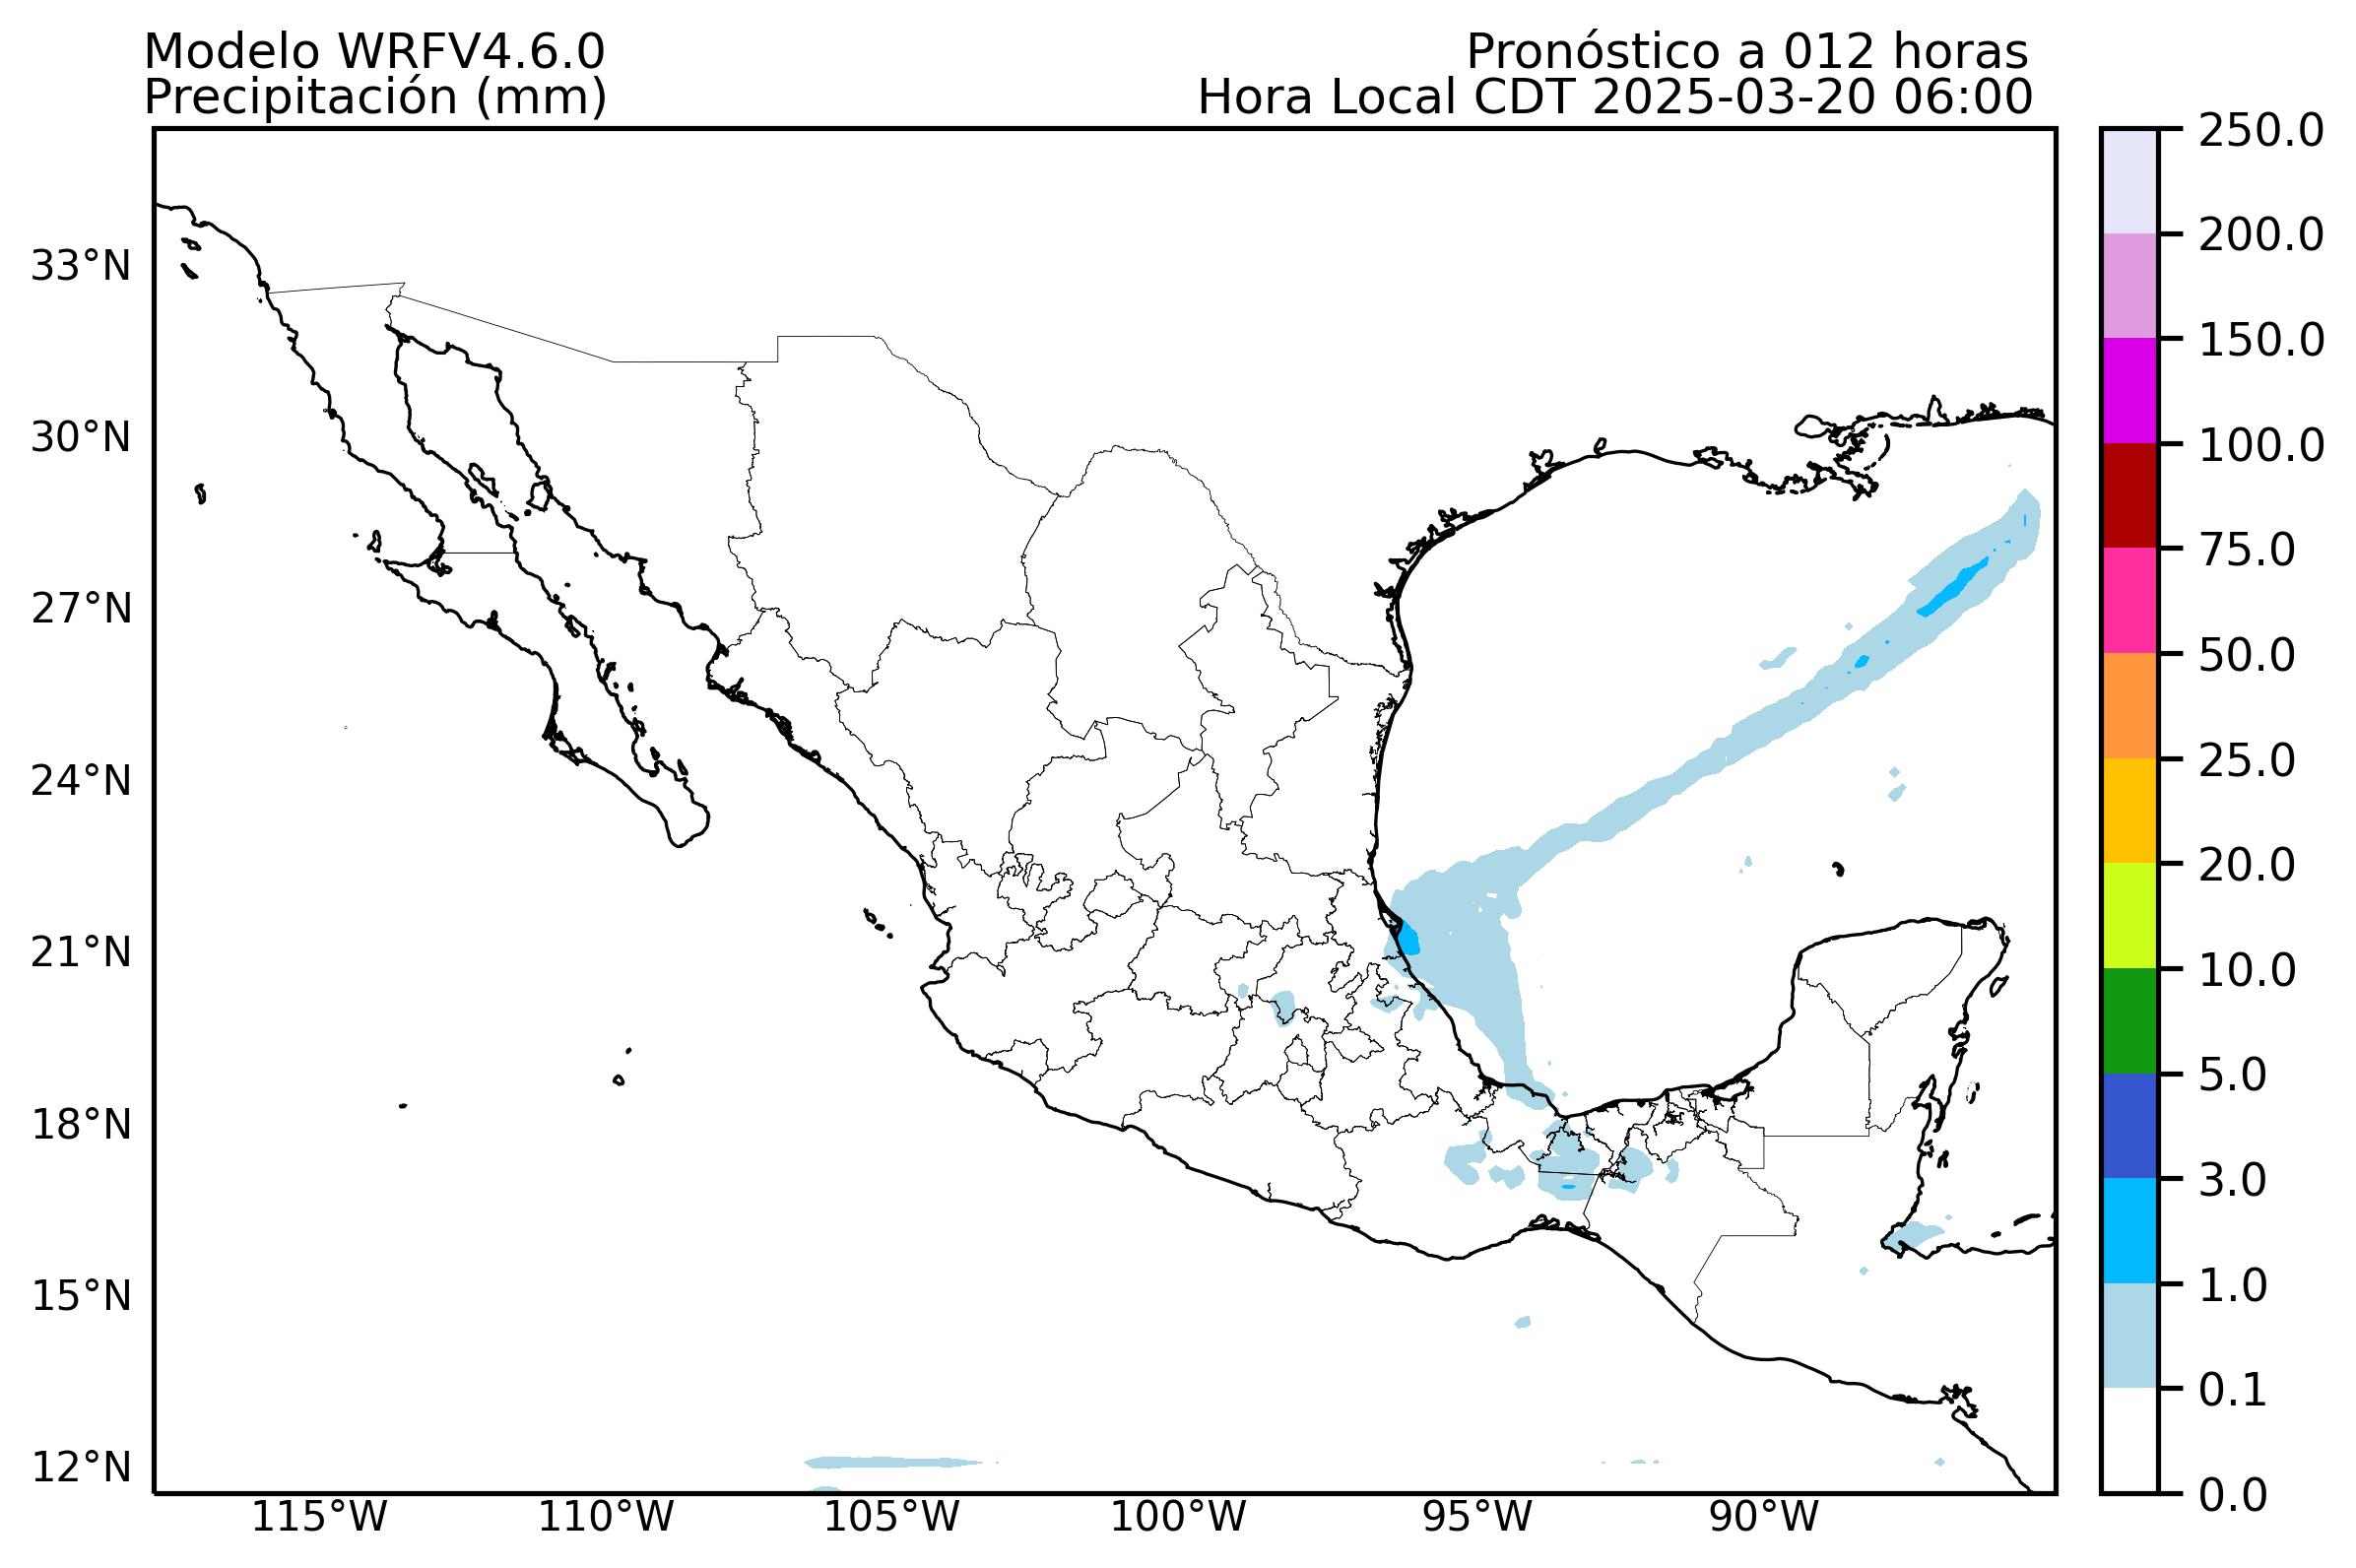 Modelo WRFV4.6.0
Precipitación (mm)
Pronóstico a 012 horas
Hora Local CDT 2025-03-20 06:00
33°N
30°N
27°N
24°N
21°N
18°N
15°N
12°N
115°W
110°W
105°W
100°W
95°W
90°W
250.0
200.0
150.0
100.0
75.0
50.0
25.0
20.0
10.0
5.0
3.0
1.0
0.1
0.0